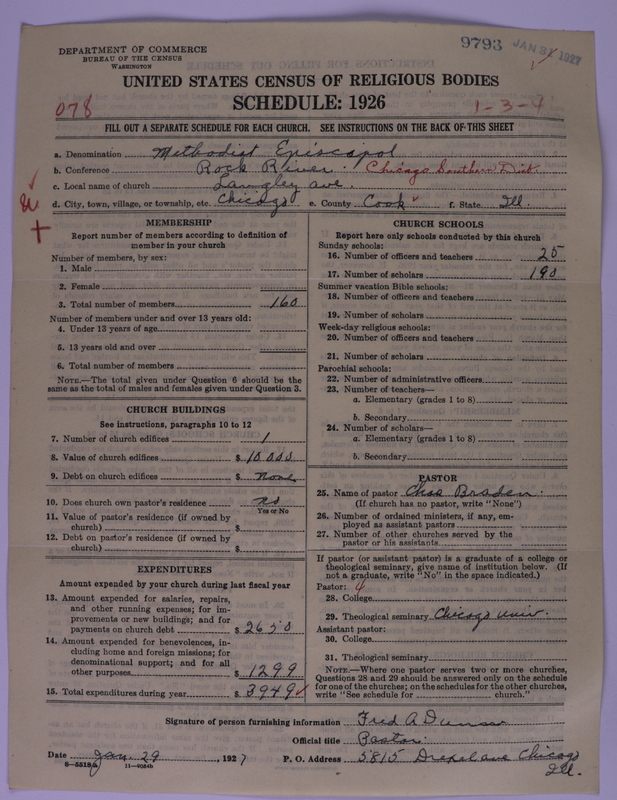 DEPARTMENT OF COMMERCE
BUREAU OF THE CENSUS
WASHINGTON
9793 JAN 31 1927
UNITED STATES CENSUS OF RELIGIOUS BODIES
SCHEDULE: 1926
078
1-3-4
FILL OUT A SEPARATE SCHEDULE FOR EACH CHURCH. SEE INSTRUCTIONS ON THE BACK OF THIS SHEET
a. Denomination Methodist Episcopal
b. Conference Rock River. Chicago Southern Dist.
c. Local name of church Langley ave.
d. City, town, village, or township, etc. Chicago e. County Cook f. State Ill.
MEMBERSHIP
Report number of members according to definition of
member in your church
Number of members, by sex:
1. Male
2. Female
3. Total number of members 160
Number of members under and over 13 years old:
4. Under 13 years of age
5. 13 years old and over
6. Total number of members
NOTE.—The total given under Question 6 should be the
same as the total of males and females given under Question 3.
CHURCH BUILDINGS
See instructions, paragraphs 10 to 12
7. Number of church edifices 1
8. Value of church edifices $ 10,000
9. Debt on church edifices $ None
10. Does church own pastor's residence no
Yes or No
11. Value of pastor's residence (if owned by
church) $
12. Debt on pastor's residence (if owned by
church) $
EXPENDITURES
Amount expended by your church during last fiscal year
13. Amount expended for salaries, repairs,
and other running expenses; for im-
provements or new buildings; and for
payments on church debt $ 2650
14. Amount expended for benevolences, in-
cluding home and foreign missions; for
denominational support; and for all
other purposes $ 1299
15. Total expenditures during year $ 3949
CHURCH SCHOOLS
Report here only schools conducted by this church
Sunday schools:
16. Number of officers and teachers 25
17. Number of scholars 190
Summer vacation Bible schools:
18. Number of officers and teachers
19. Number of scholars
Week-day religious schools:
20. Number of officers and teachers
21. Number of scholars
Parochial schools:
22. Number of administrative officers
23. Number of teachers—
a. Elementary (grades 1 to 8)
b. Secondary
24. Number of scholars—
a. Elementary (grades 1 to 8)
b. Secondary
PASTOR
25. Name of pastor Chas Braden.
(If church has no pastor, write "None")
26. Number of ordained ministers, if any, em-
ployed as assistant pastors
27. Number of other churches served by the
pastor or his assistants
If pastor (or assistant pastor) is a graduate of a college or
theological seminary, give name of institution below. (If
not a graduate, write "No" in the space indicated.)
Pastor: 4
28. College
29. Theological seminary Chicago Univ.
Assistant pastor:
30. College
31. Theological seminary
NOTE.—Where one pastor serves two or more churches,
Questions 28 and 29 should be answered only on the schedule
for one of the churches; on the schedules for the other churches,
write "See schedule for church."
Signature of person furnishing information Fred A
Official title Pastor.
Date Jan 29, 1927 P. O. Address 5815 Drexel ave Chicago
Ill.
8-5518a 11-9554b